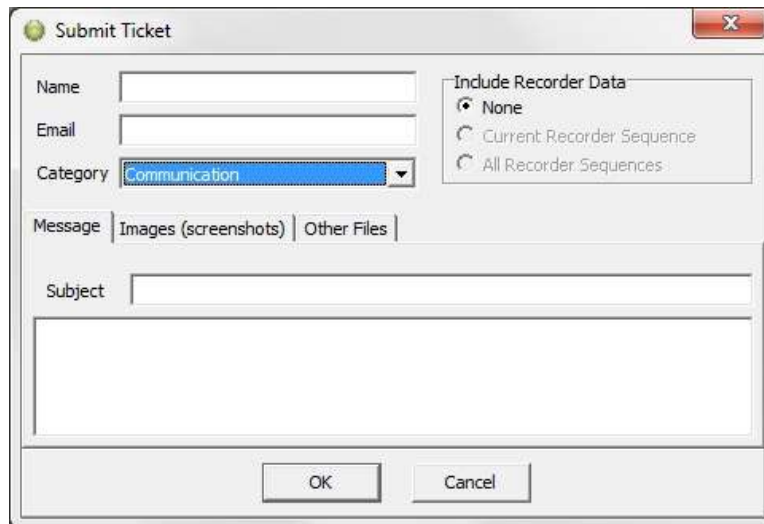 Submit Ticket
Name
Include Recorder Data
None
Email
Current Recorder Sequence
Category Communication
All Recorder Sequences
Message Images (screenshots) Other Files
Subject
OK Cancel